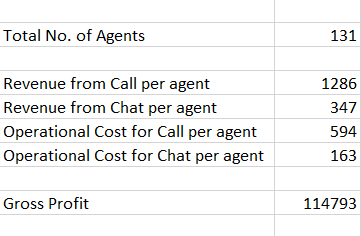 Total No. of Agents 131
Revenue from Call per agent 1286
Revenue from Chat per agent 347
Operational Cost for Call per agent 594
Operational Cost for Chat per agent 163
Gross Profit 114793